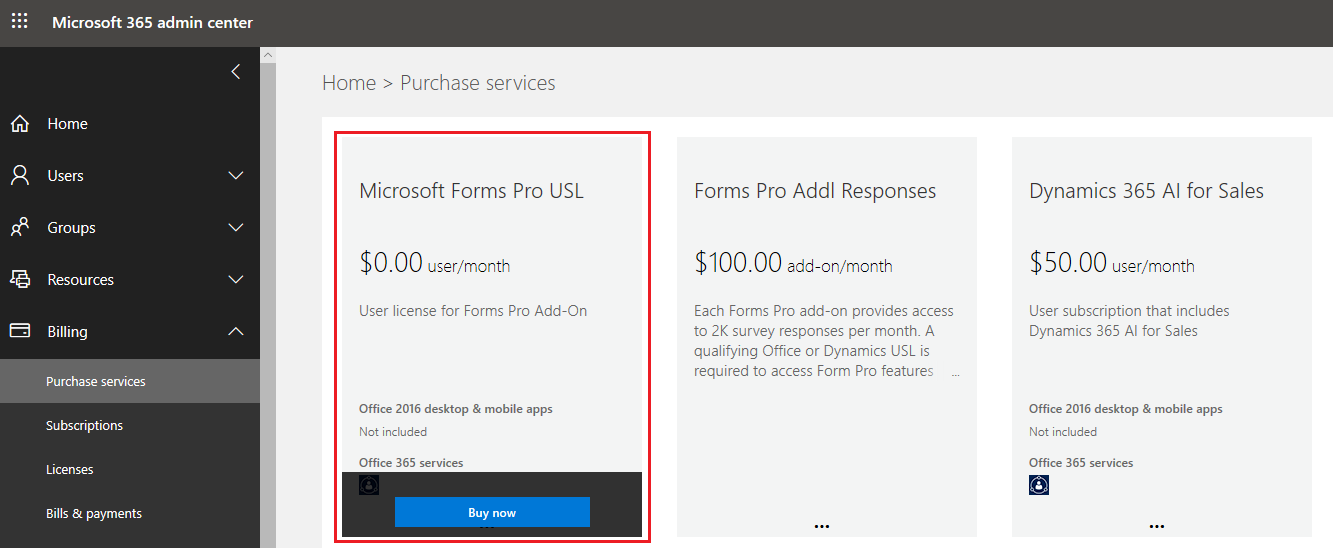 Microsoft 365 admin center
Home
Users
Groups
Resources
Billing
Purchase services
Subscriptions
Licenses
Bills & payments
Home > Purchase services
Microsoft Forms Pro USL
$0.00 user/month
User license for Forms Pro Add-On
Office 2016 desktop & mobile apps
Not included
Office 365 services
Buy now
Forms Pro Addl Responses
$100.00 add-on/month
Each Forms Pro add-on provides access
to 2K survey responses per month. A
qualifying Office or Dynamics USL is
required to access Form Pro features ...
...
Dynamics 365 AI for Sales
$50.00 user/month
User subscription that includes
Dynamics 365 AI for Sales
Office 2016 desktop & mobile apps
Not included
Office 365 services
...